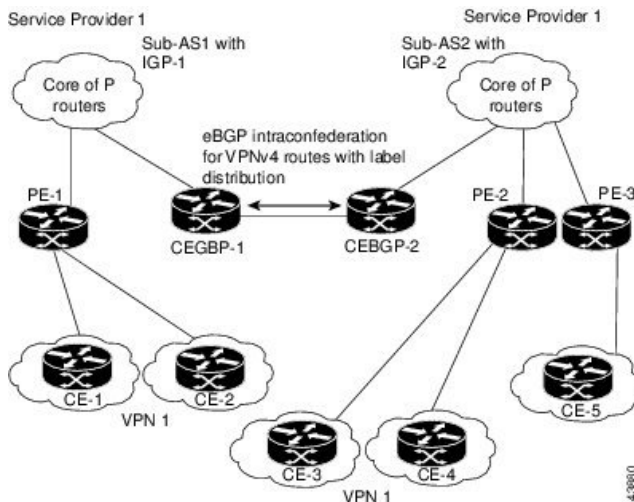 Service Provider 1
Service Provider 1
Sub-AS1 with
IGP-1
Sub-AS2 with
IGP-2
Core of P
routers
Core of P
routers
eBGP intraconfederation
for VPNv4 routes with label
distribution
PE-1
PE-2
PE-3
CEGBP-1
CEBGP-2
CE-1
CE-2
VPN 1
CE-5
CE-3
CE-4
VPN 1